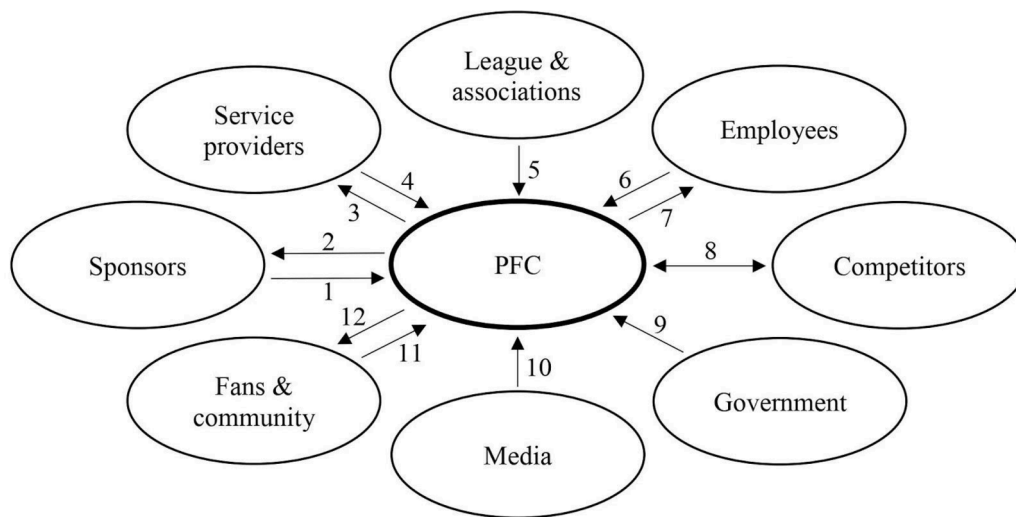 League &
associations
Service
providers
Employees
4
5
6
3
7
2
Sponsors
PFC
8
Competitors
1
12
9
11
Fans &
community
10
Government
Media